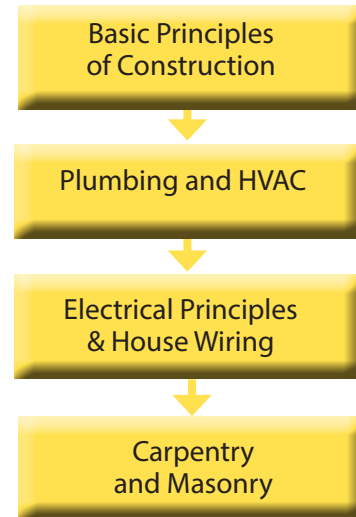 Basic Principles
of Construction
Plumbing and HVAC
Electrical Principles
& House Wiring
Carpentry
and Masonry